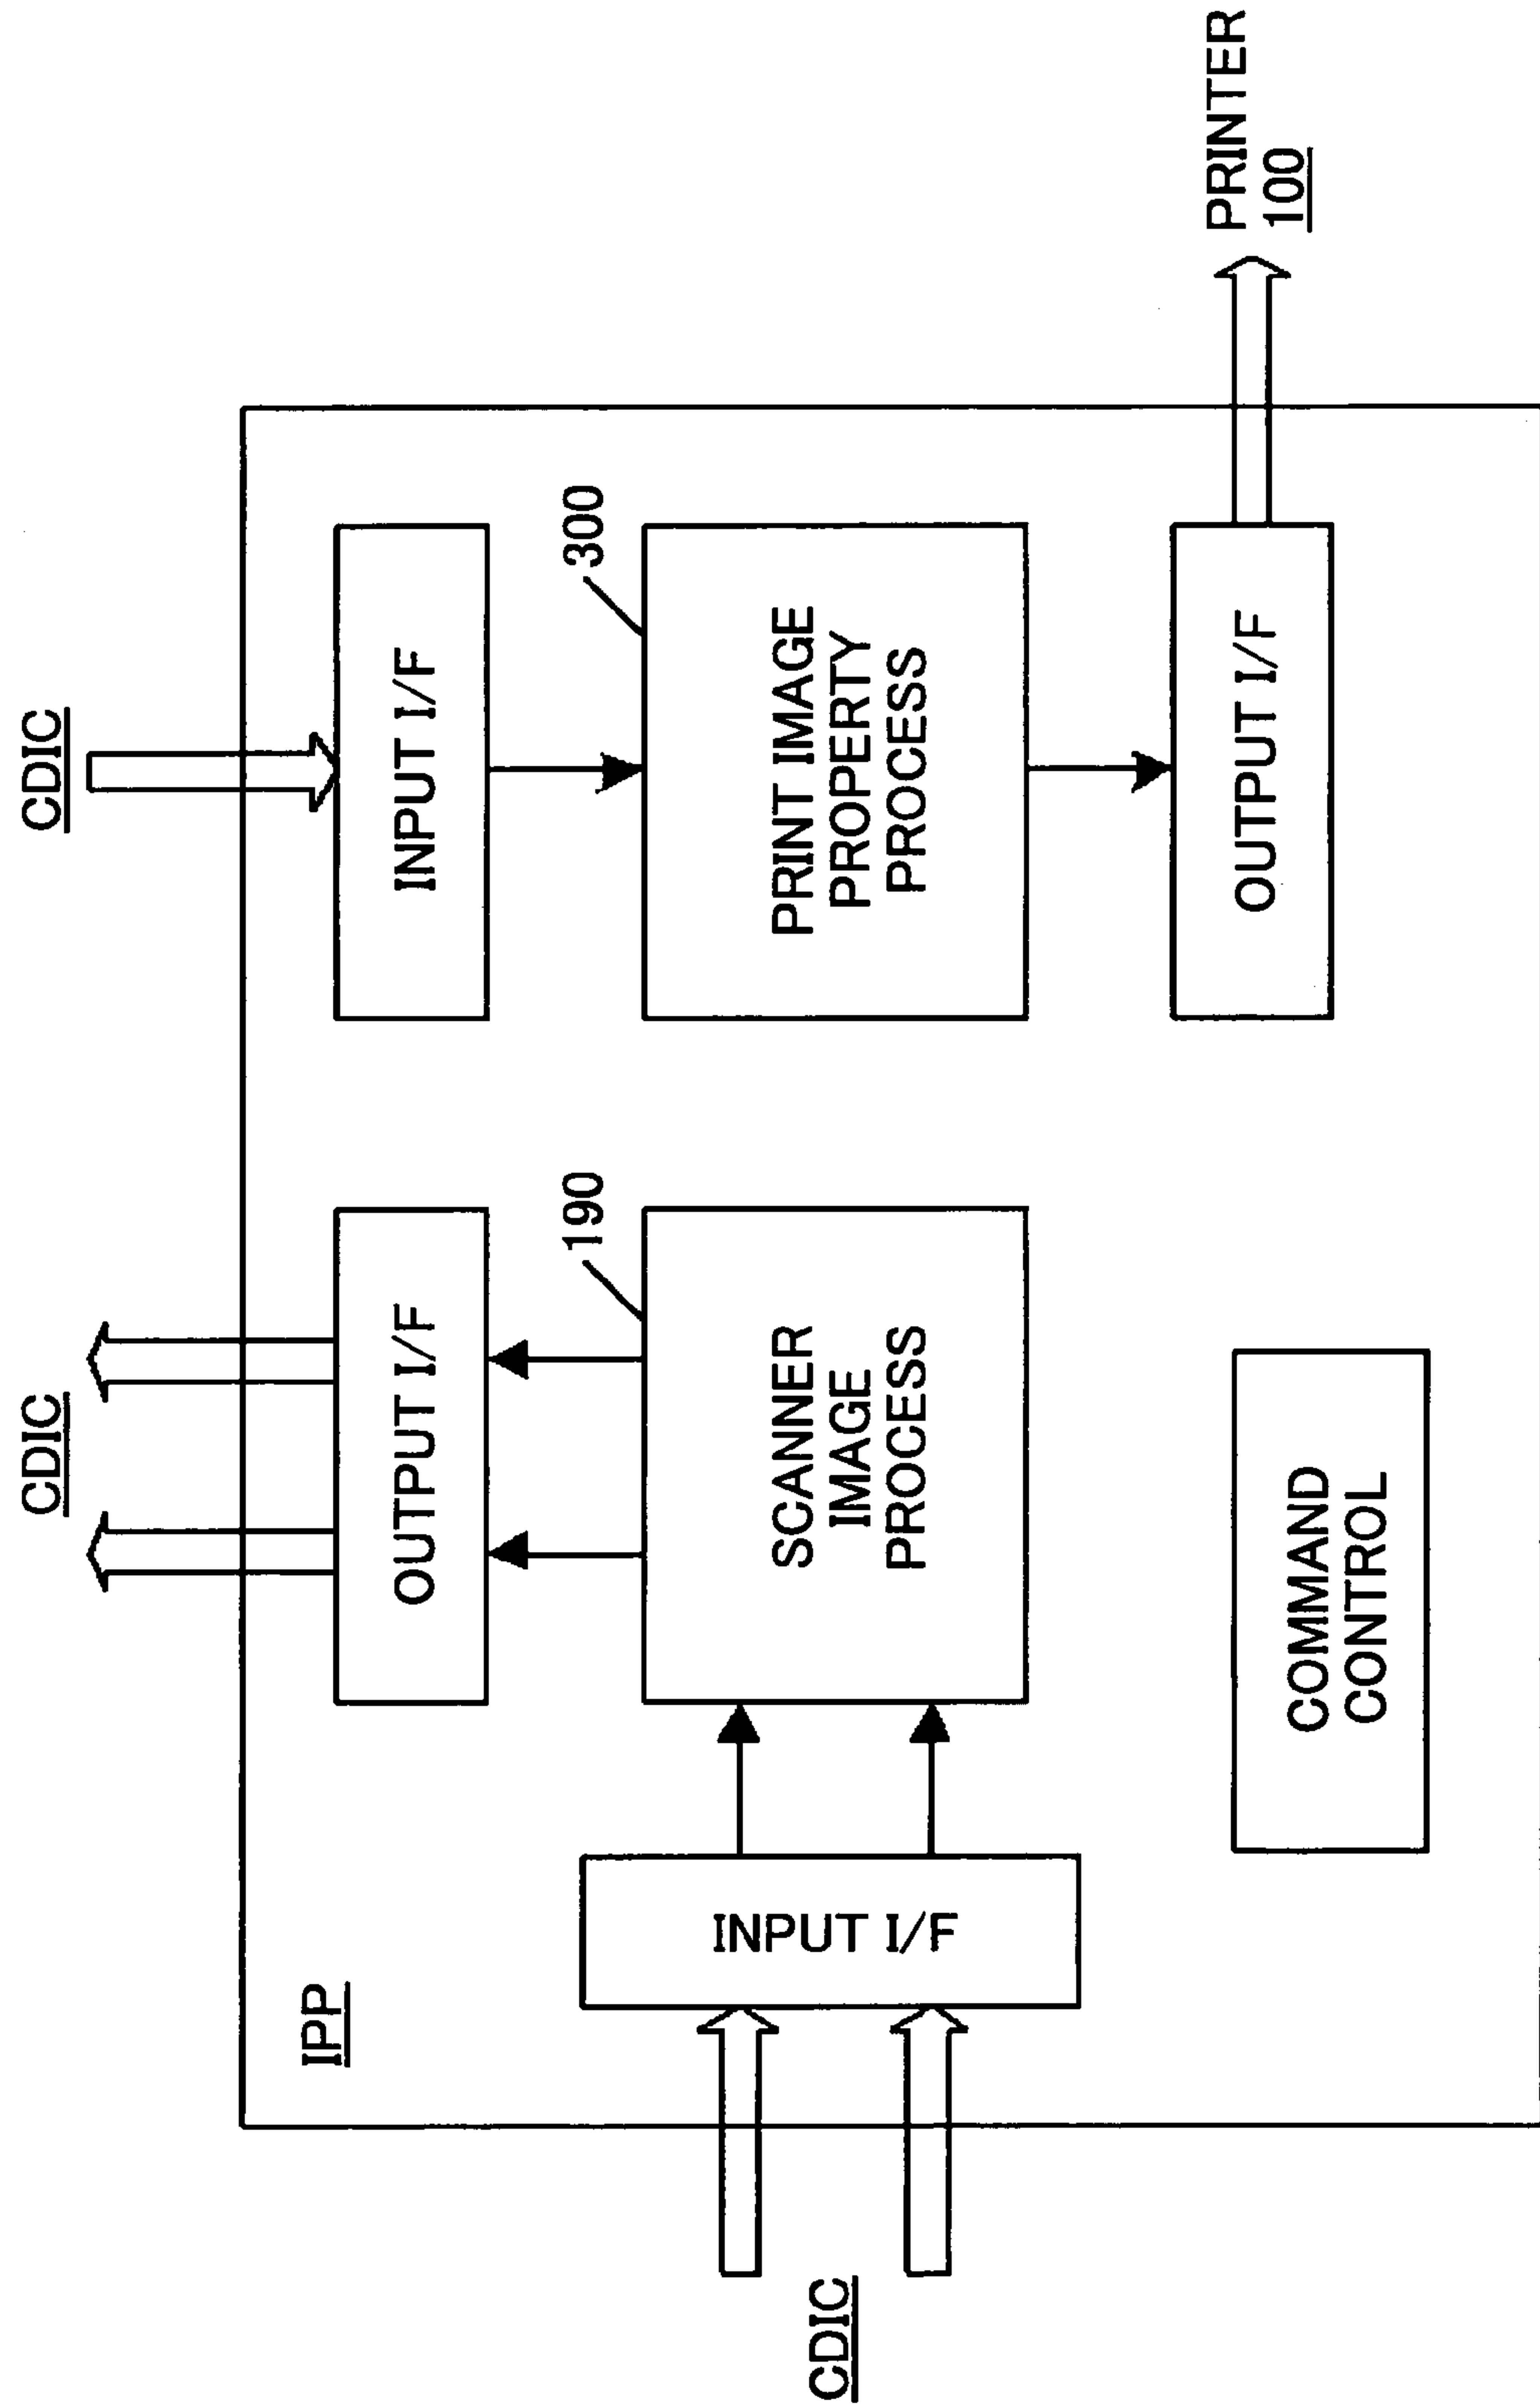 CDIC
CDIC
IPP
OUTPUT I/F
INPUT I/F
190
300
CDIC
INPUT I/F
SCANNER
IMAGE
PROCESS
PRINT IMAGE
PROPERTY
PROCESS
COMMAND
CONTROL
OUTPUT I/F
PRINTER
100